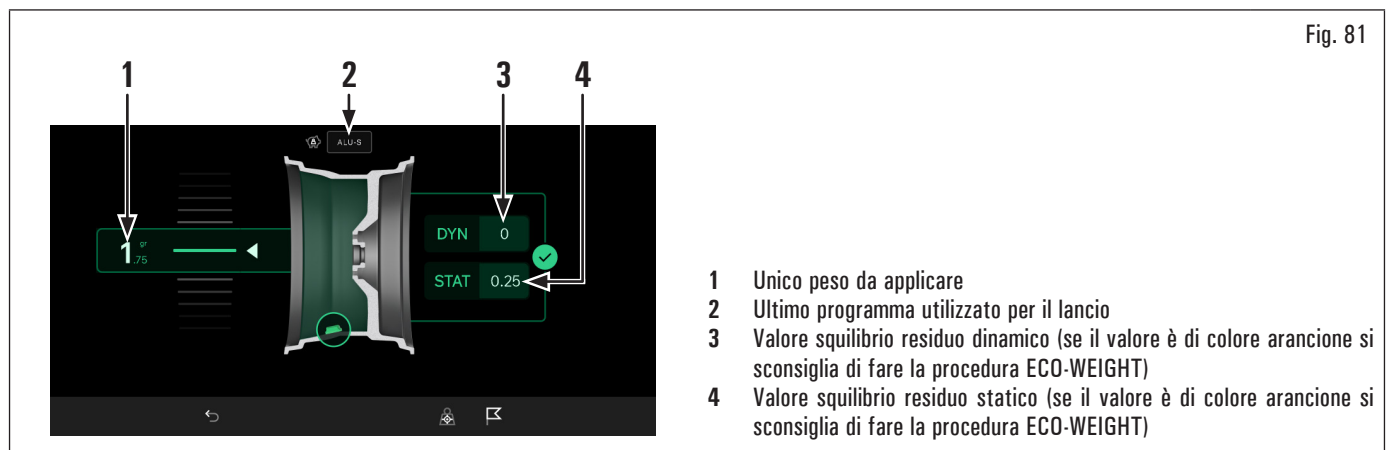 Fig. 81
1 2 3 4
ALU-S
1 gr .75
DYN 0
STAT 0.25
1 Unico peso da applicare
2 Ultimo programma utilizzato per il lancio
3 Valore squilibrio residuo dinamico (se il valore è di colore arancione si
sconsiglia di fare la procedura ECO-WEIGHT)
4 Valore squilibrio residuo statico (se il valore è di colore arancione si
sconsiglia di fare la procedura ECO-WEIGHT)